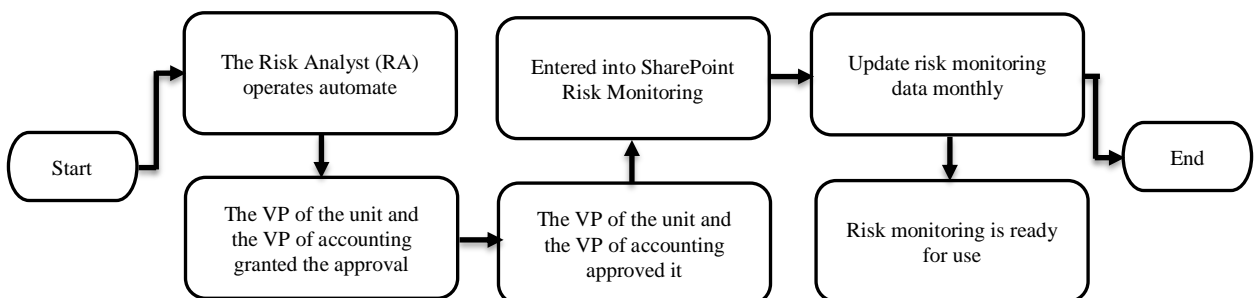 Start
The Risk Analyst (RA)
operates automate
The VP of the unit and
the VP of accounting
granted the approval
The VP of the unit and
the VP of accounting
approved it
Entered into SharePoint
Risk Monitoring
Update risk monitoring
data monthly
Risk monitoring is ready
for use
End